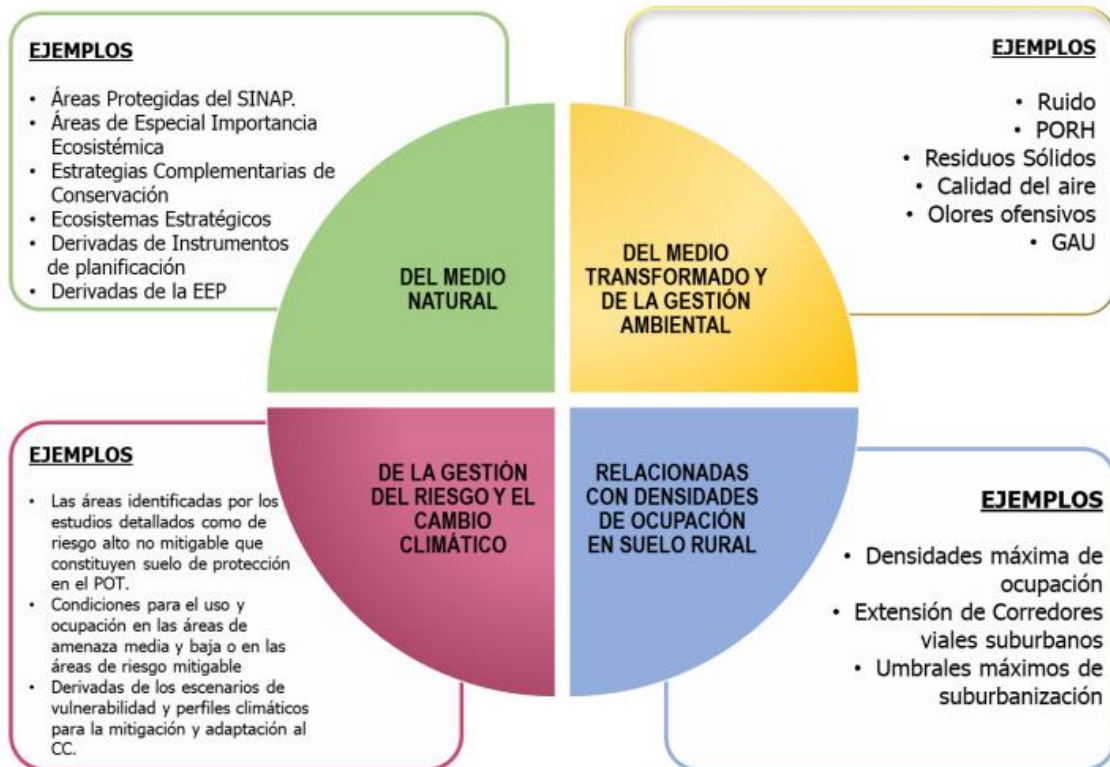 EJEMPLOS
• Áreas Protegidas del SINAP.
• Áreas de Especial Importancia
Ecosistémica
• Estrategias Complementarias de
Conservación
• Ecosistemas Estratégicos
• Derivadas de Instrumentos
de planificación
• Derivadas de la EEP
EJEMPLOS
• Ruido
• PORH
• Residuos Sólidos
• Calidad del aire
• Olores ofensivos
• GAU
DEL MEDIO
NATURAL
DEL MEDIO
TRANSFORMADO Y
DE LA GESTIÓN
AMBIENTAL
EJEMPLOS
• Las áreas identificadas por los
estudios detallados como de
riesgo alto no mitigable que
constituyen suelo de protección
en el POT.
• Condiciones para el uso y
ocupación en las áreas de
amenaza media y baja o en las
áreas de riesgo mitigable
• Derivadas de los escenarios de
vulnerabilidad y perfiles climáticos
para la mitigación y adaptación al
CC.
DE LA GESTIÓN
DEL RIESGO Y EL
CAMBIO
CLIMÁTICO
RELACIONADAS
CON DENSIDADES
DE OCUPACIÓN
EN SUELO RURAL
EJEMPLOS
• Densidades máxima de
ocupación
• Extensión de Corredores
viales suburbanos
• Umbrales máximos de
suburbanización